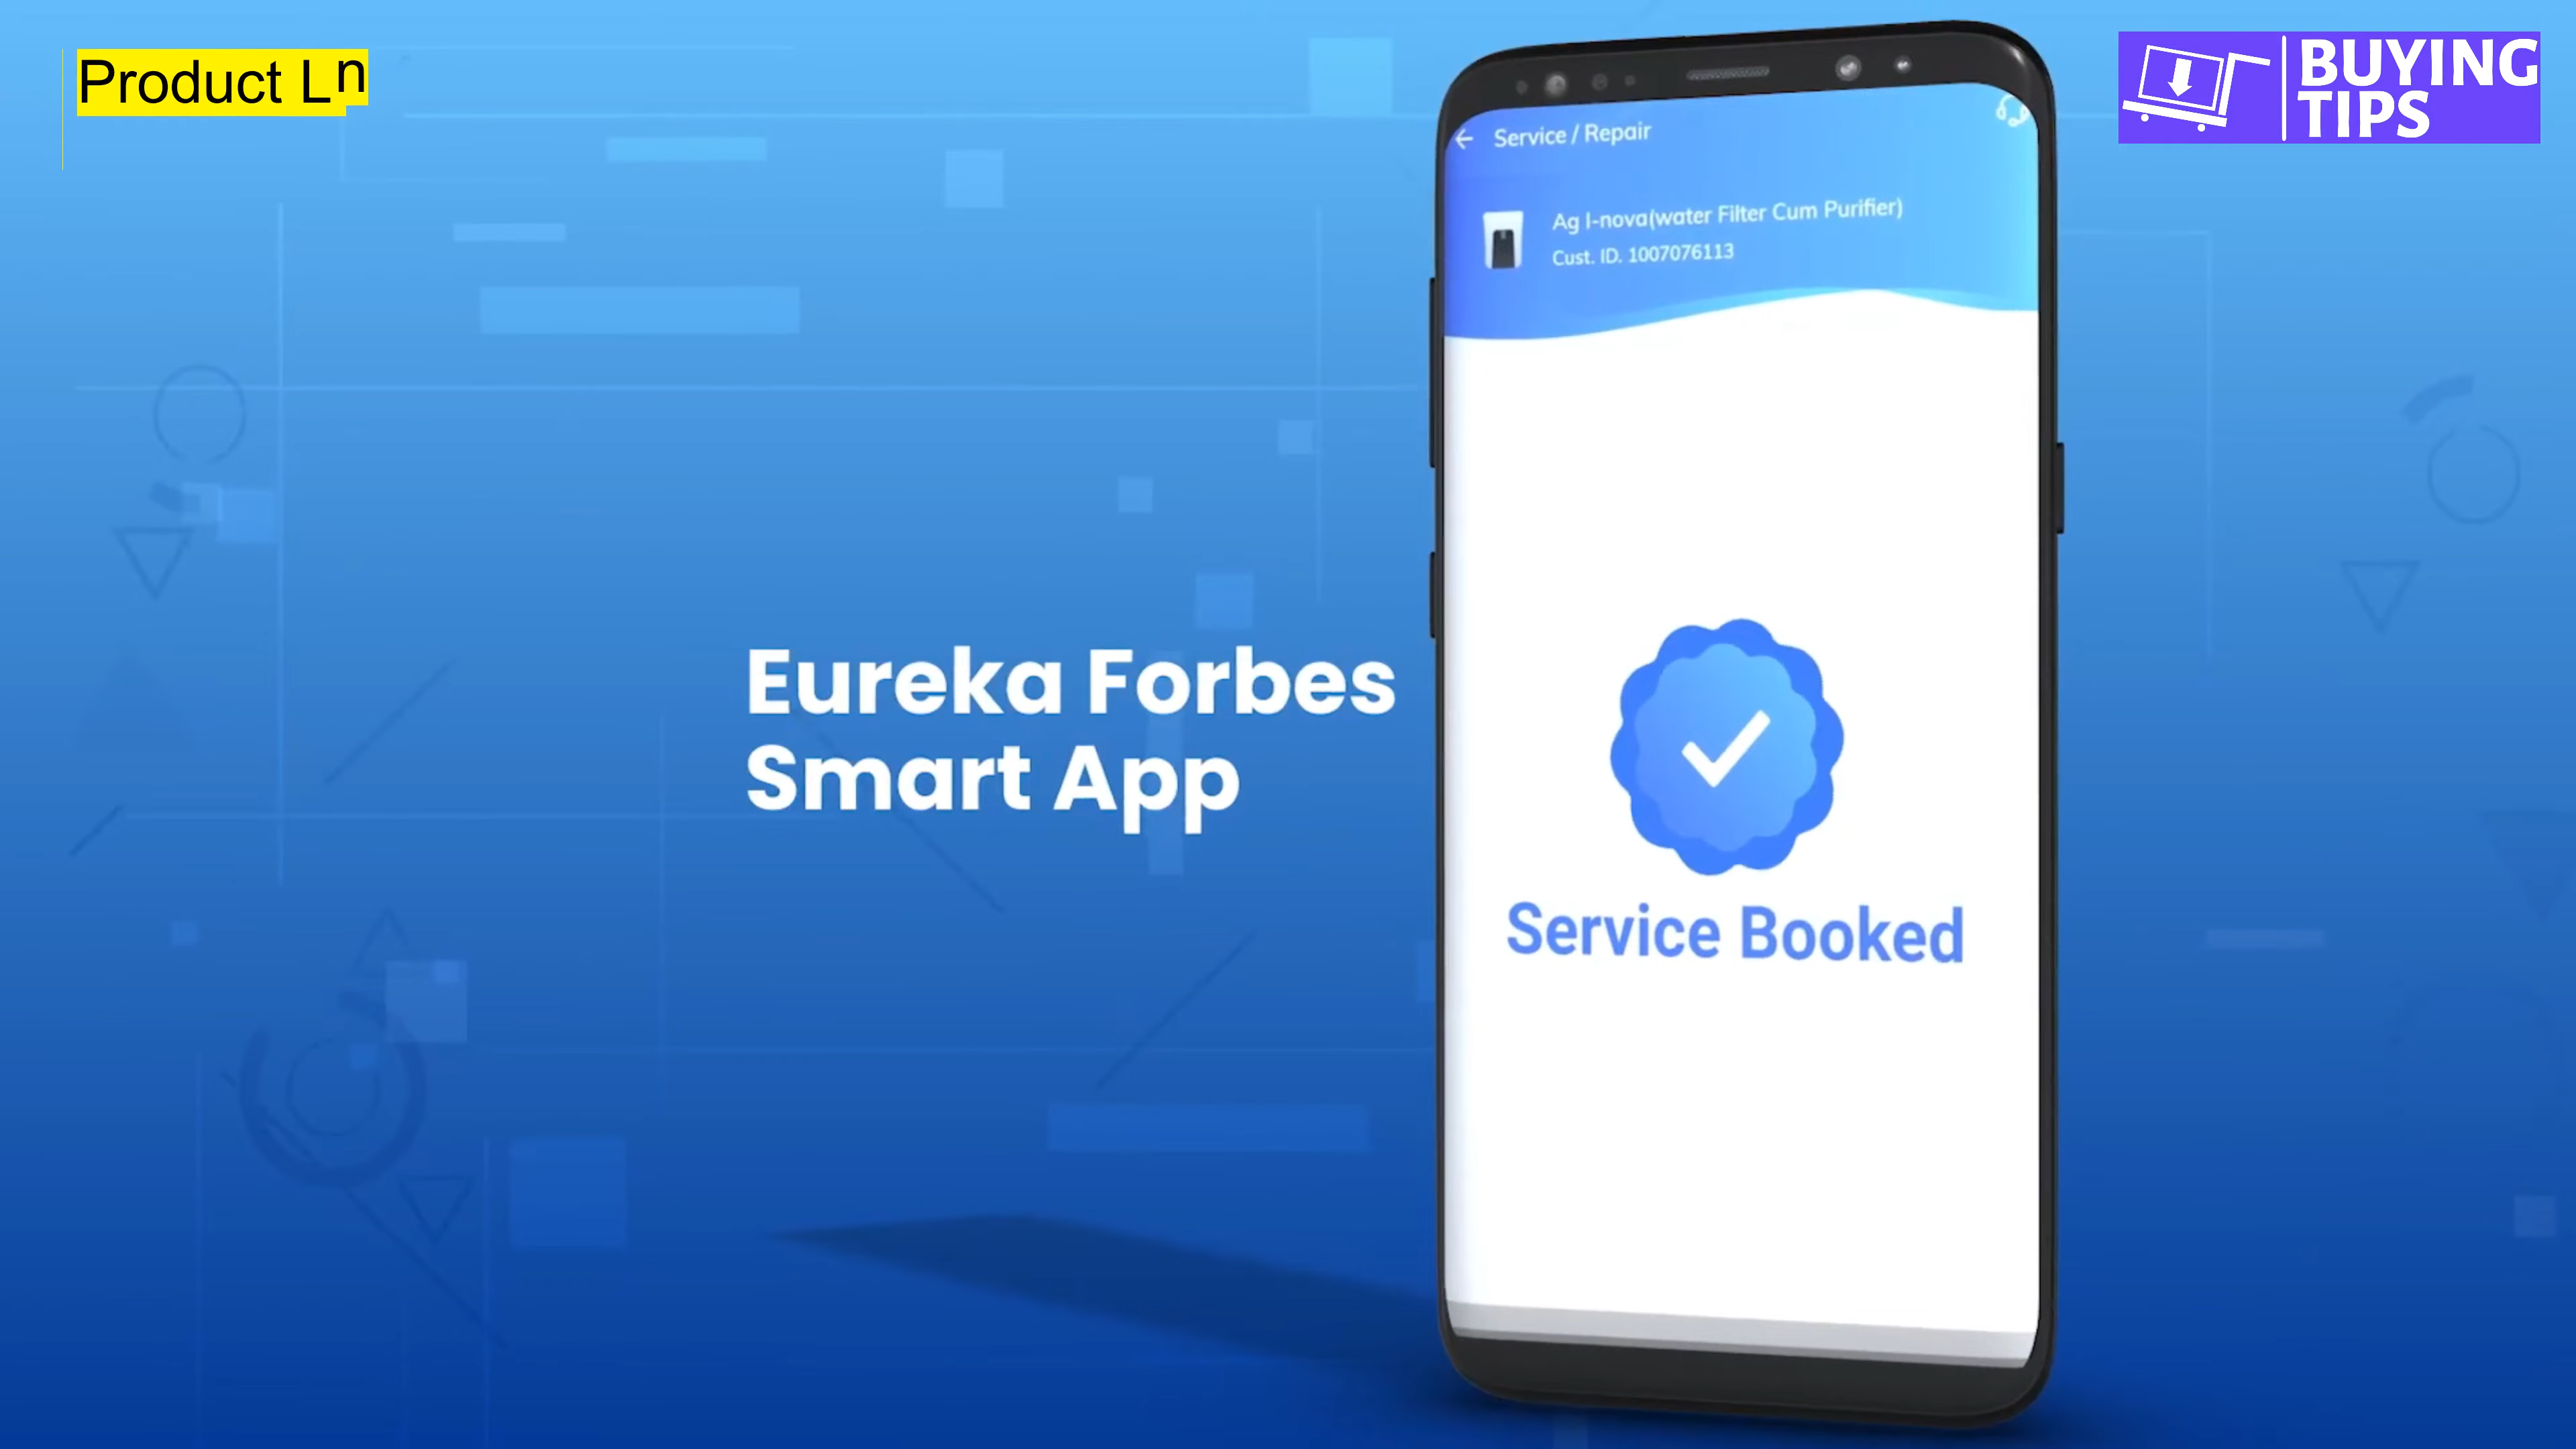 Product Ln
BUYING
TIPS
Service / Repair
Ag I-nova(water Filter Cum Purifier)
Cust. ID. 1007076113
Eureka Forbes
Smart App
Service Booked